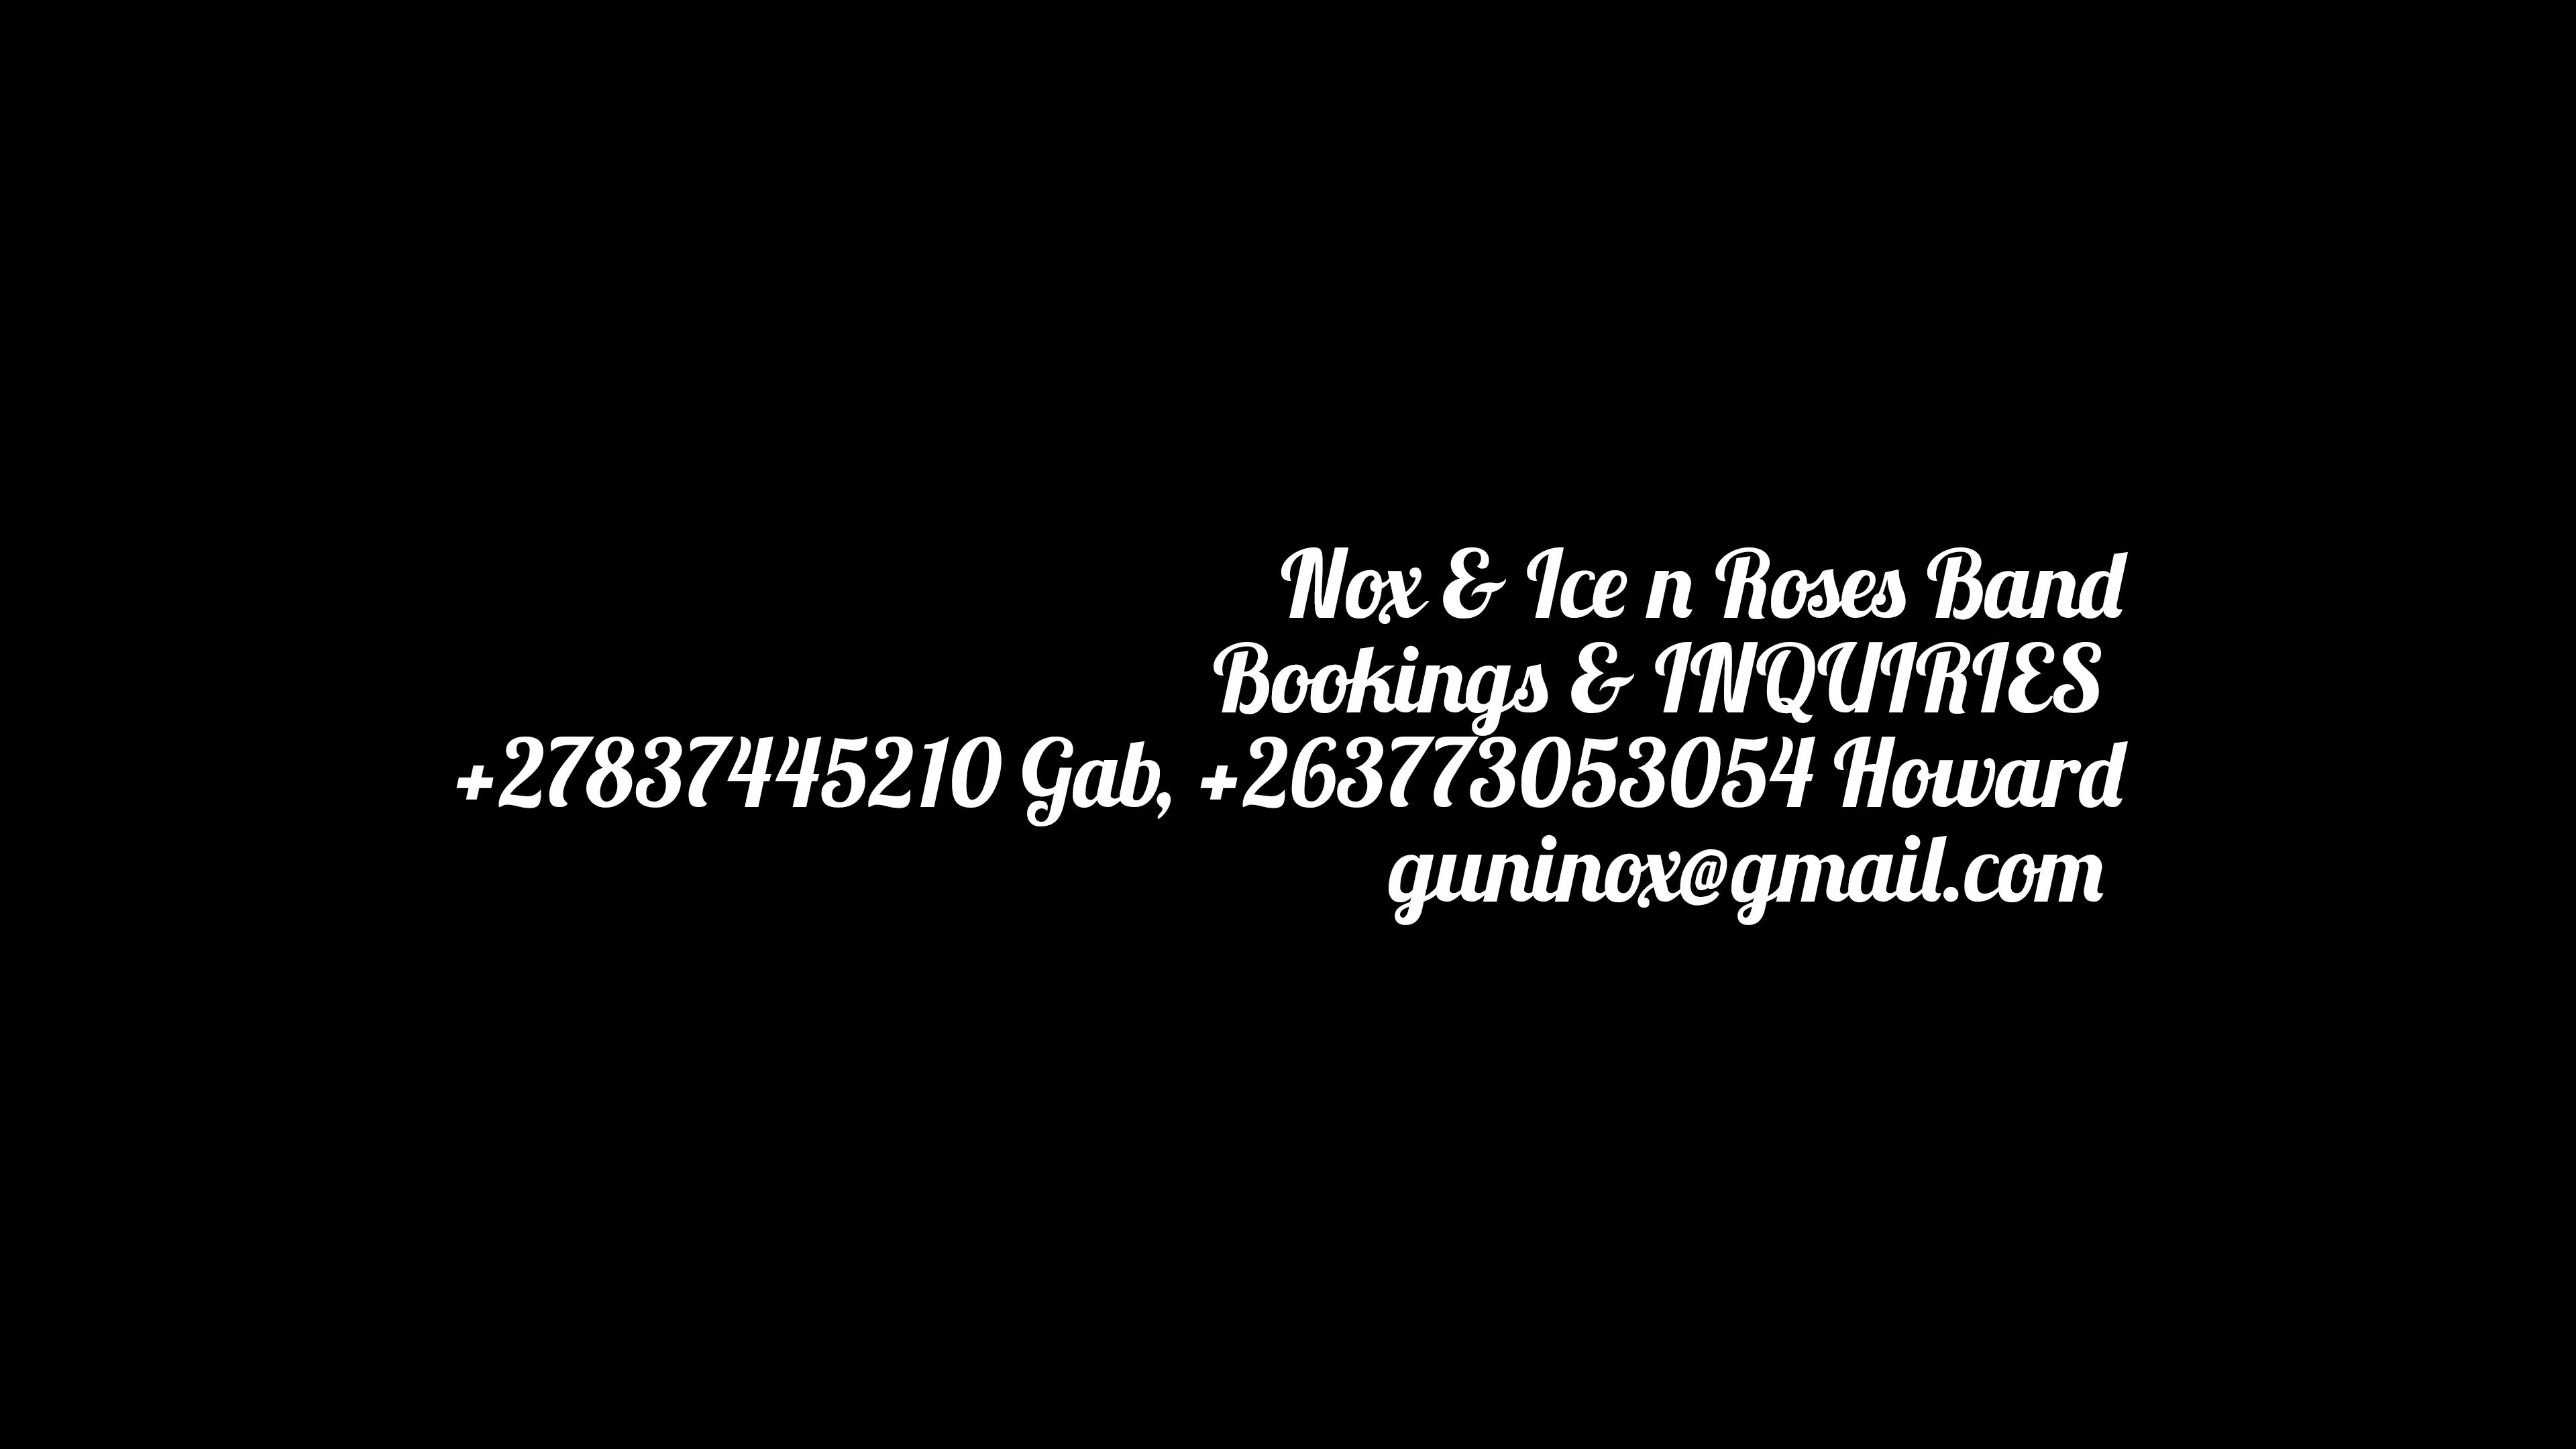 Nox & Ice n Roses Band
Bookings & INQUIRIES
+27837445210 Gab, +263773053054 Howard
guninox@gmail.com